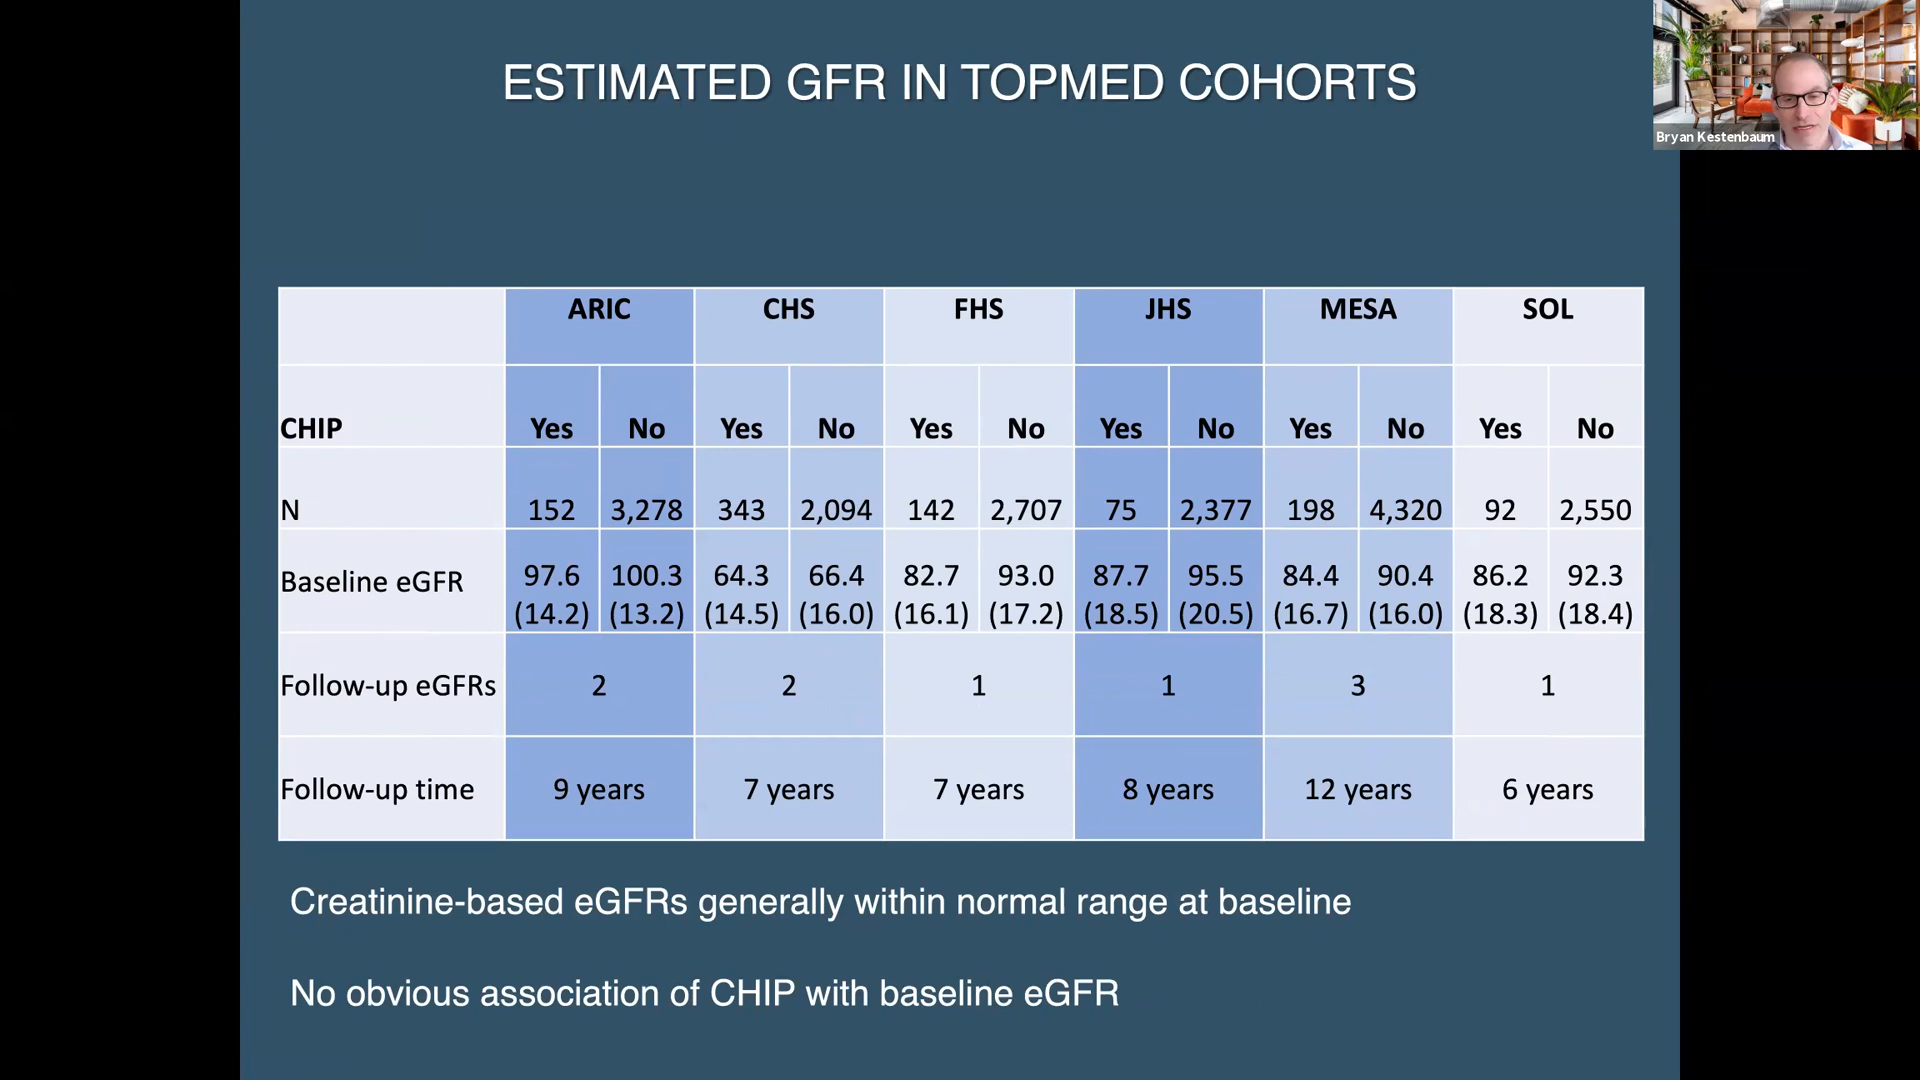 ESTIMATED GFR IN TOPMED COHORTS
Bryan Kestenbaum
ARIC CHS FHS JHS MESA SOL
CHIP Yes No Yes No Yes No Yes No Yes No Yes No
N 152 3,278 343 2,094 142 2,707 75 2,377 198 4,320 92 2,550
Baseline eGFR 97.6 (14.2) 100.3 (13.2) 64.3 (14.5) 66.4 (16.0) 82.7 (16.1) 93.0 (17.2) 87.7 (18.5) 95.5 (20.5) 84.4 (16.7) 90.4 (16.0) 86.2 (18.3) 92.3 (18.4)
Follow-up eGFRs 2 2 1 1 3 1
Follow-up time 9 years 7 years 7 years 8 years 12 years 6 years
Creatinine-based eGFRs generally within normal range at baseline
No obvious association of CHIP with baseline eGFR